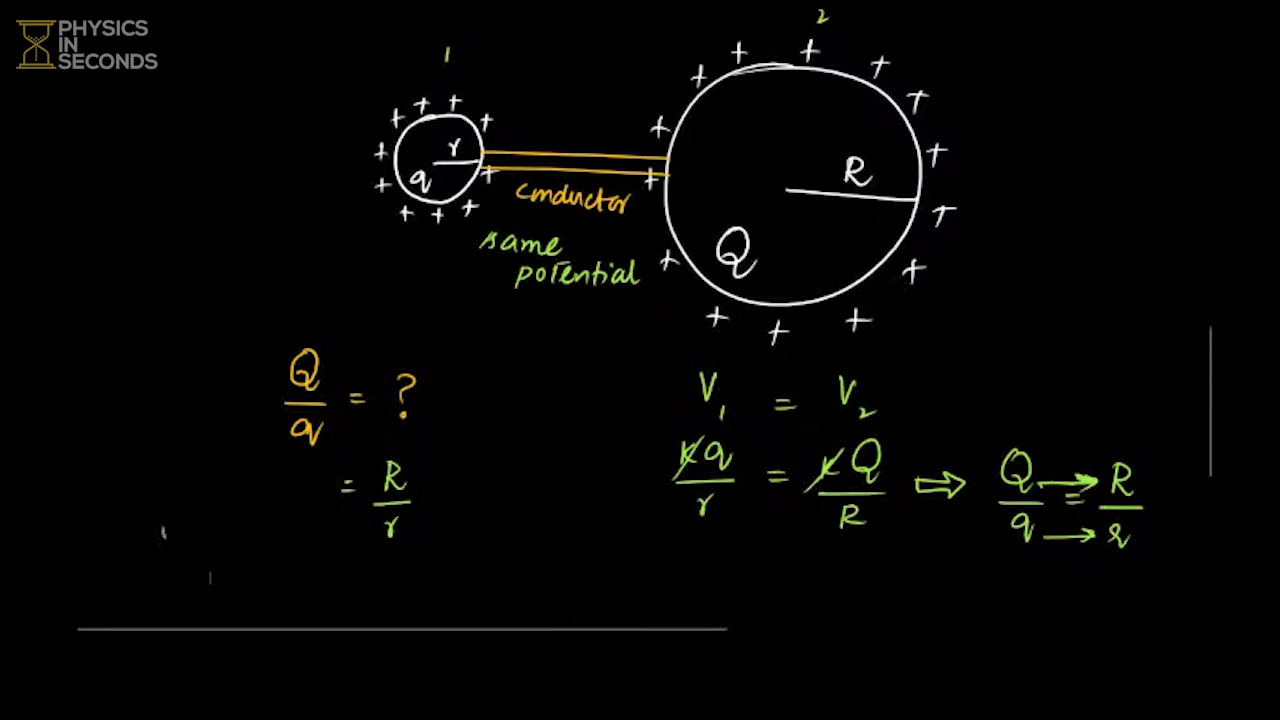 PHYSICS
IN
SECONDS
1
2
r
q
conductor
same
potential
R
Q
Q/q = ?
= R/r
V₁ = V₂
kq/r = kQ/R ⇒ Q/q = R/r